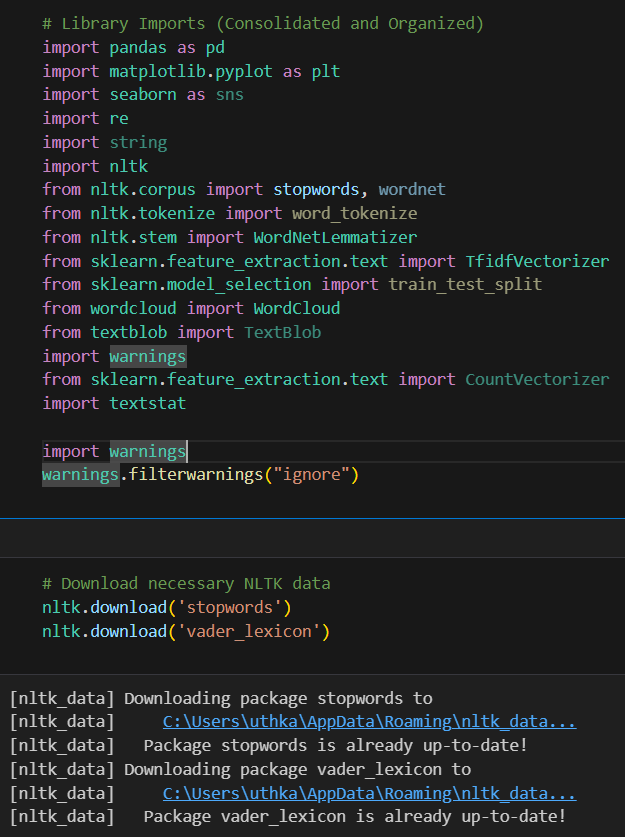 # Library Imports (Consolidated and Organized)
import pandas as pd
import matplotlib.pyplot as plt
import seaborn as sns
import re
import string
import nltk
from nltk.corpus import stopwords, wordnet
from nltk.tokenize import word_tokenize
from nltk.stem import WordNetLemmatizer
from sklearn.feature_extraction.text import TfidfVectorizer
from sklearn.model_selection import train_test_split
from wordcloud import WordCloud
from textblob import TextBlob
import warnings
from sklearn.feature_extraction.text import CountVectorizer
import textstat
import warnings
warnings.filterwarnings("ignore")
# Download necessary NLTK data
nltk.download('stopwords')
nltk.download('vader_lexicon')
[nltk_data] Downloading package stopwords to
[nltk_data]     C:\Users\uthka\AppData\Roaming\nltk_data...
[nltk_data]   Package stopwords is already up-to-date!
[nltk_data] Downloading package vader_lexicon to
[nltk_data]     C:\Users\uthka\AppData\Roaming\nltk_data...
[nltk_data]   Package vader_lexicon is already up-to-date!